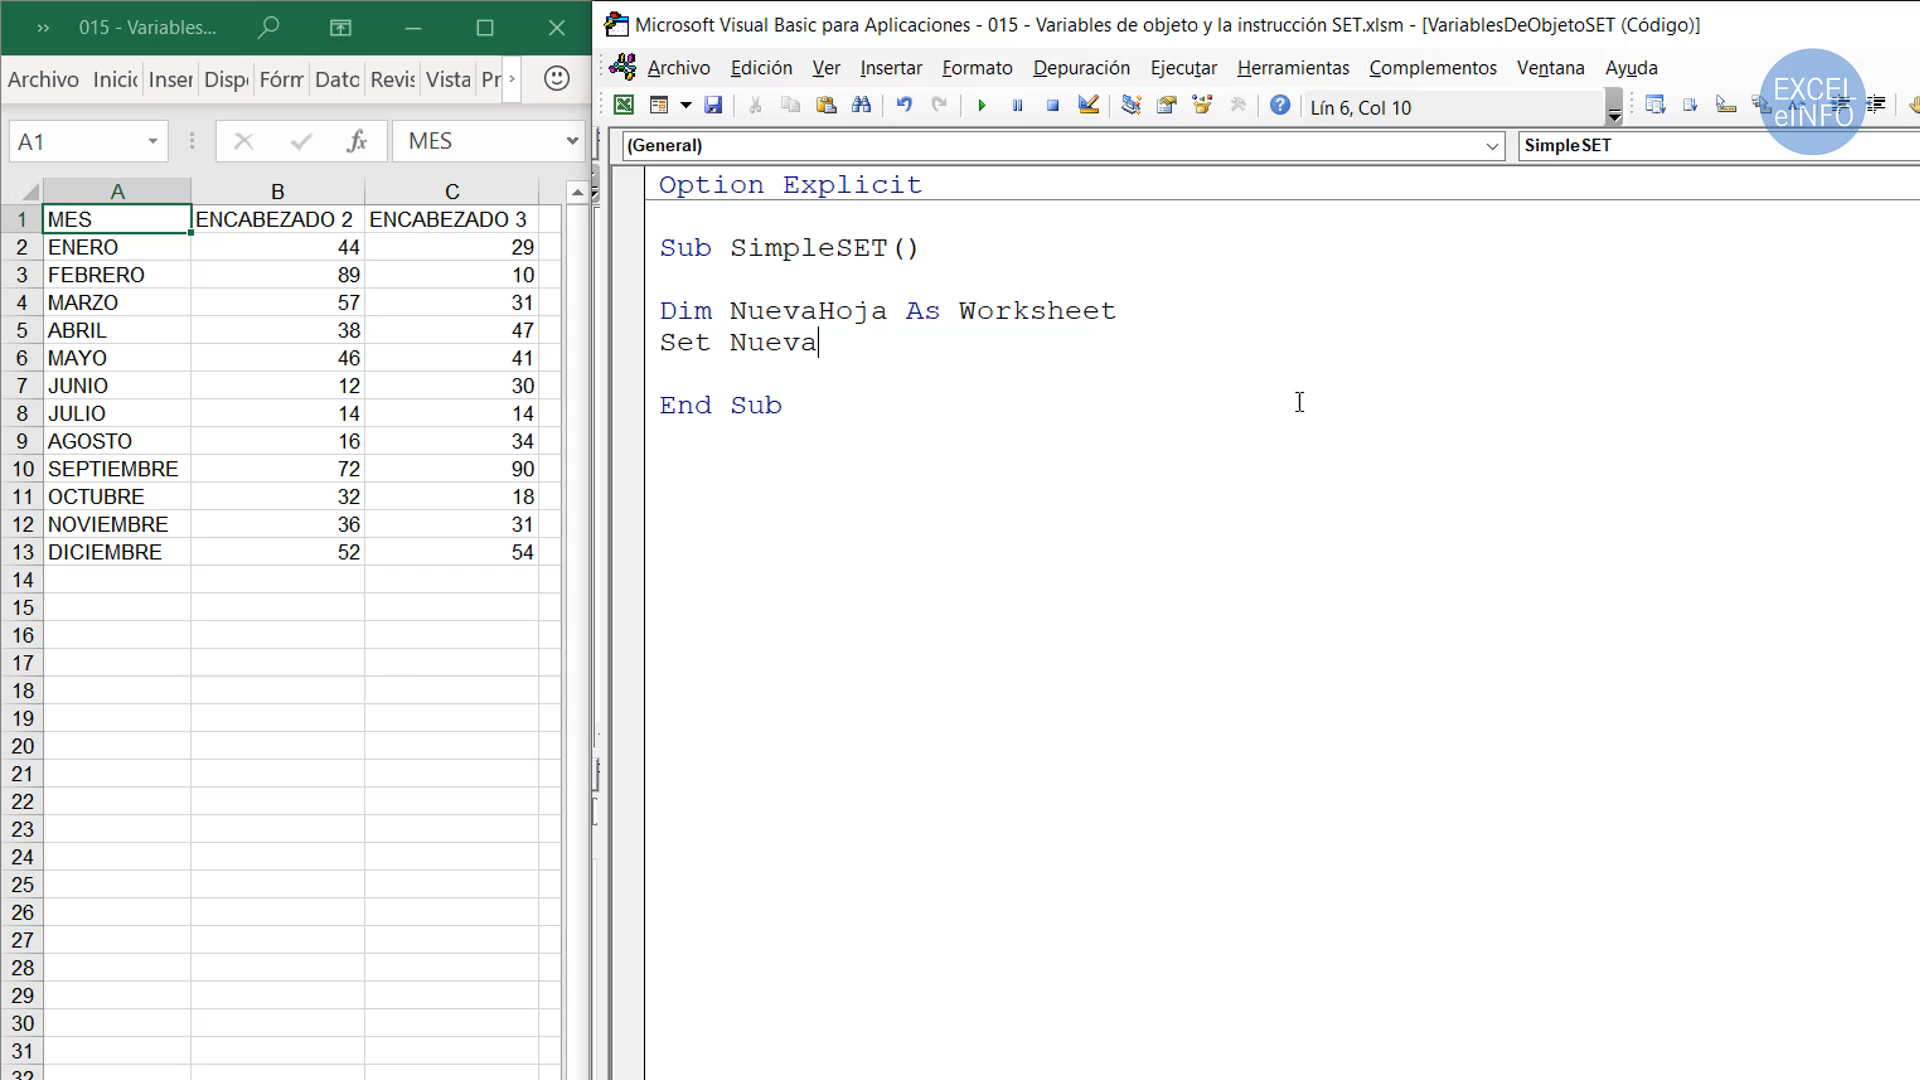 015 - Variables...
Archivo Inicio Inser Disp Fórm Dato Revis Vista Pr
A1 fx MES
A B C
1 MES ENCABEZADO 2 ENCABEZADO 3
2 ENERO 44 29
3 FEBRERO 89 10
4 MARZO 57 31
5 ABRIL 38 47
6 MAYO 46 41
7 JUNIO 12 30
8 JULIO 14 14
9 AGOSTO 16 34
10 SEPTIEMBRE 72 90
11 OCTUBRE 32 18
12 NOVIEMBRE 36 31
13 DICIEMBRE 52 54
14
15
16
17
18
19
20
21
22
23
24
25
26
27
28
29
30
31
32
Microsoft Visual Basic para Aplicaciones - 015 - Variables de objeto y la instrucción SET.xlsm - [VariablesDeObjetoSET (Código)]
Archivo Edición Ver Insertar Formato Depuración Ejecutar Herramientas Complementos Ventana Ayuda
Lín 6, Col 10
EXCEL
eINFO
(General) SimpleSET
Option Explicit
Sub SimpleSET()
Dim NuevaHoja As Worksheet
Set Nueva
End Sub